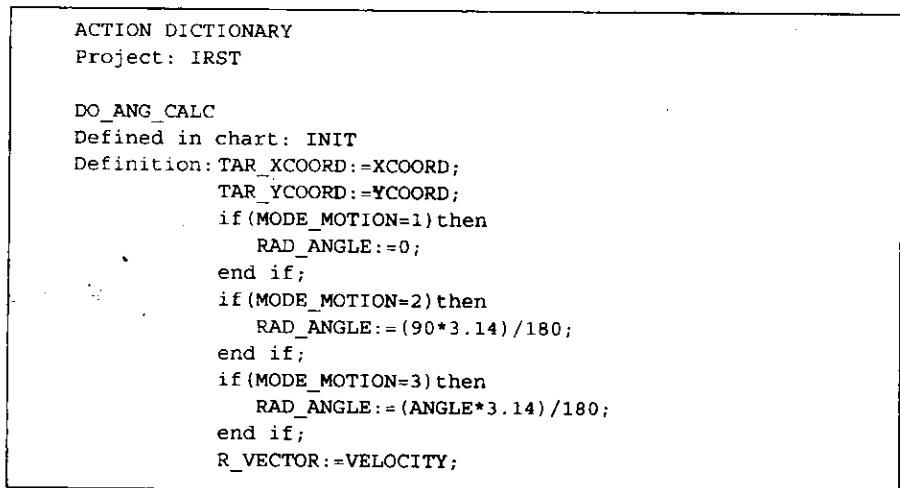 ACTION DICTIONARY
Project: IRST
DO_ANG_CALC
Defined in chart: INIT
Definition: TAR_XCOORD:=XCOORD;
TAR_YCOORD:=YCOORD;
if(MODE_MOTION=1)then
RAD_ANGLE:=0;
end if;
if(MODE_MOTION=2)then
RAD_ANGLE:=(90*3.14)/180;
end if;
if(MODE_MOTION=3)then
RAD_ANGLE:=(ANGLE*3.14)/180;
end if;
R_VECTOR:=VELOCITY;